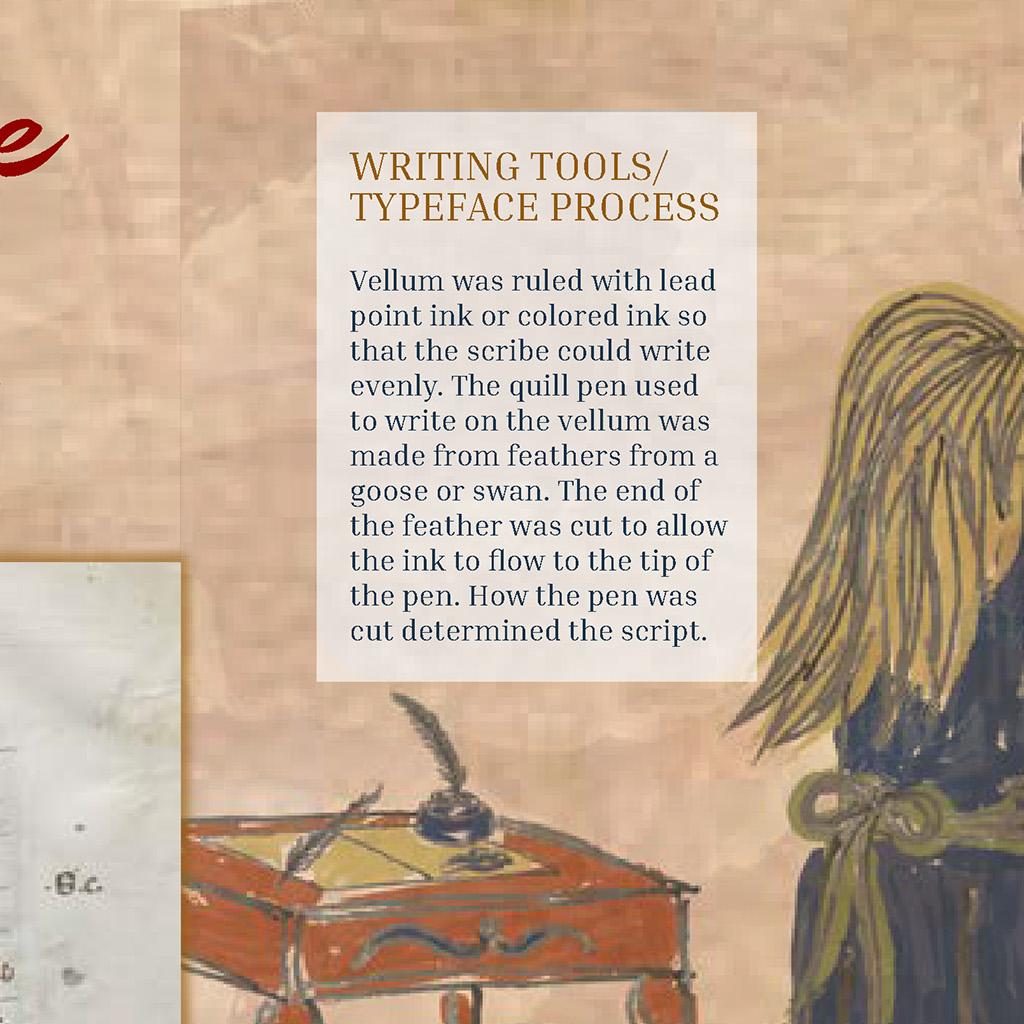 e
WRITING TOOLS/
TYPEFACE PROCESS
Vellum was ruled with lead
point ink or colored ink so
that the scribe could write
evenly. The quill pen used
to write on the vellum was
made from feathers from a
goose or swan. The end of
the feather was cut to allow
the ink to flow to the tip of
the pen. How the pen was
cut determined the script.